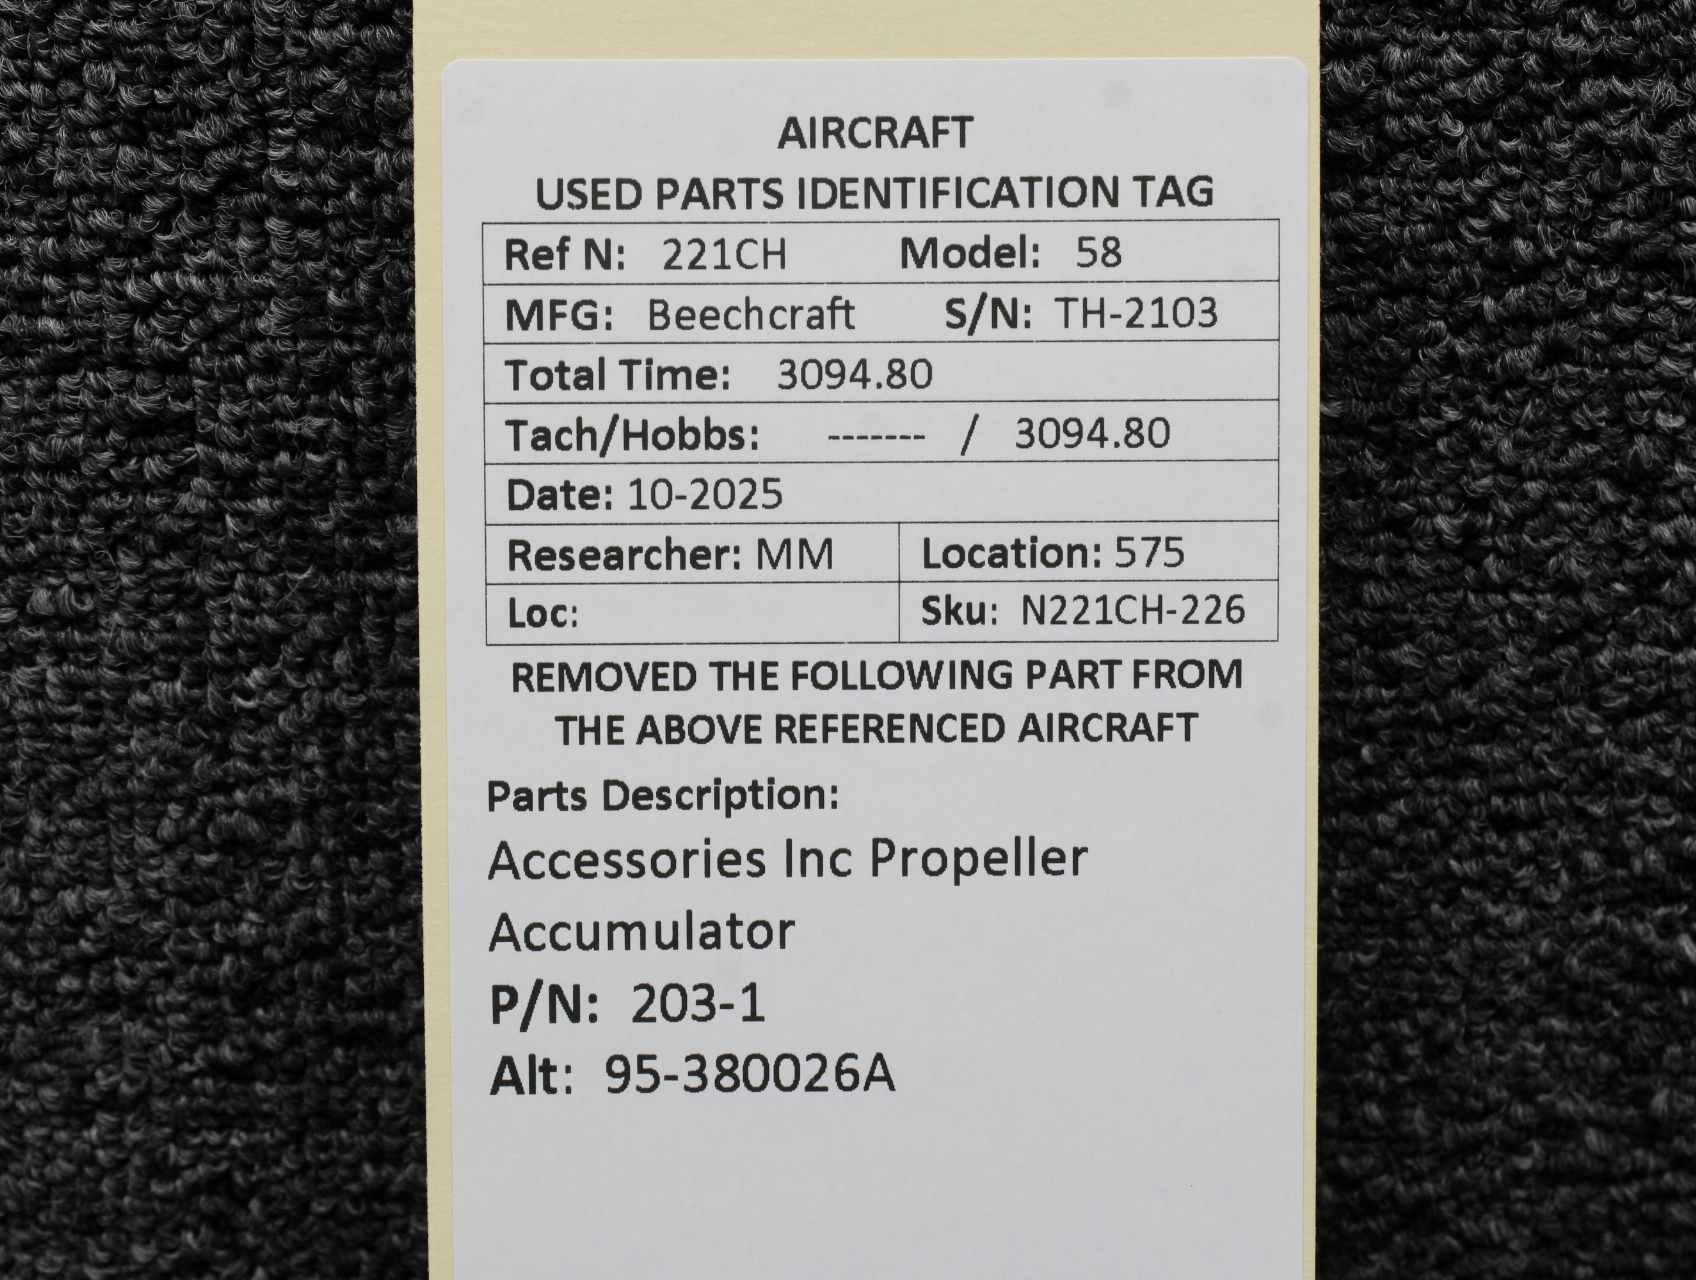 AIRCRAFT
USED PARTS IDENTIFICATION TAG
Ref N: 221CH Model: 58
MFG: Beechcraft S/N: TH-2103
Total Time: 3094.80
Tach/Hobbs: ------- / 3094.80
Date: 10-2025
Researcher: MM Location: 575
Loc: Sku: N221CH-226
REMOVED THE FOLLOWING PART FROM
THE ABOVE REFERENCED AIRCRAFT
Parts Description:
Accessories Inc Propeller
Accumulator
P/N: 203-1
Alt: 95-380026A